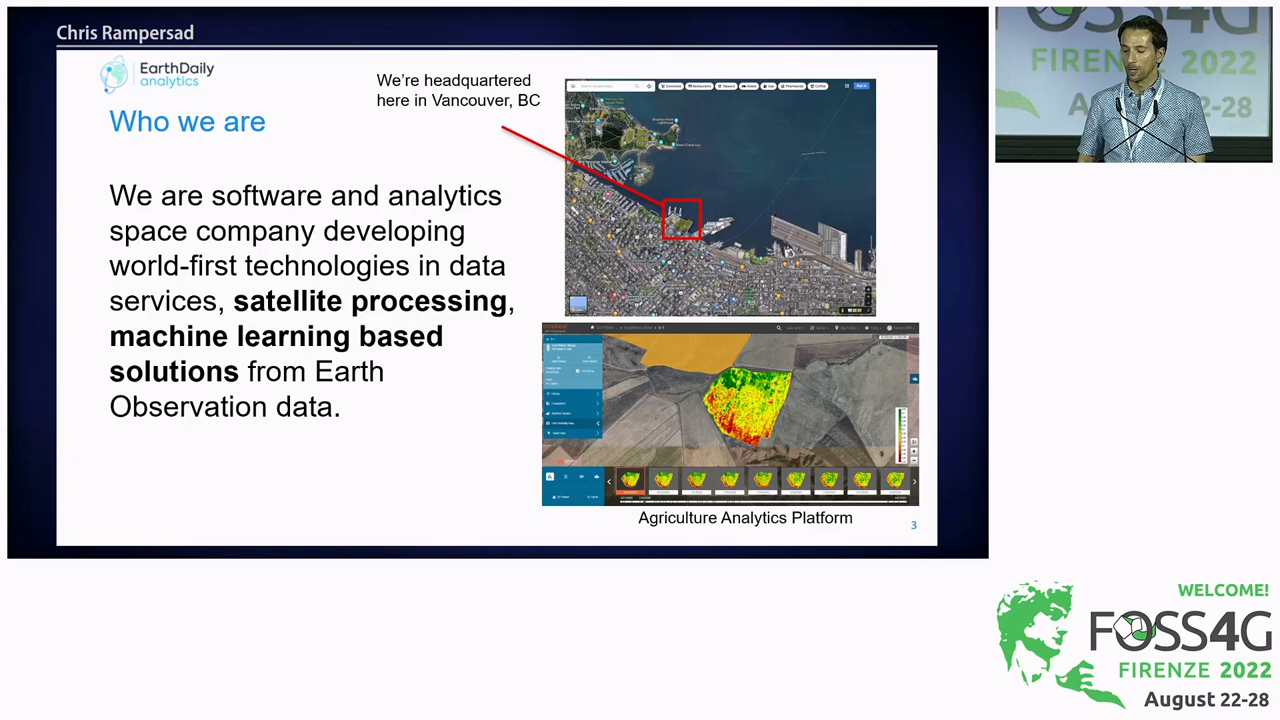 Chris Rampersad
EarthDaily
analytics
We're headquartered
here in Vancouver, BC
Who we are
We are software and analytics
space company developing
world-first technologies in data
services, satellite processing,
machine learning based
solutions from Earth
Observation data.
Agriculture Analytics Platform
3
FOSS4G
FIRENZE 2022
WELCOME!
FOSS4G
FIRENZE 2022
August 22-28